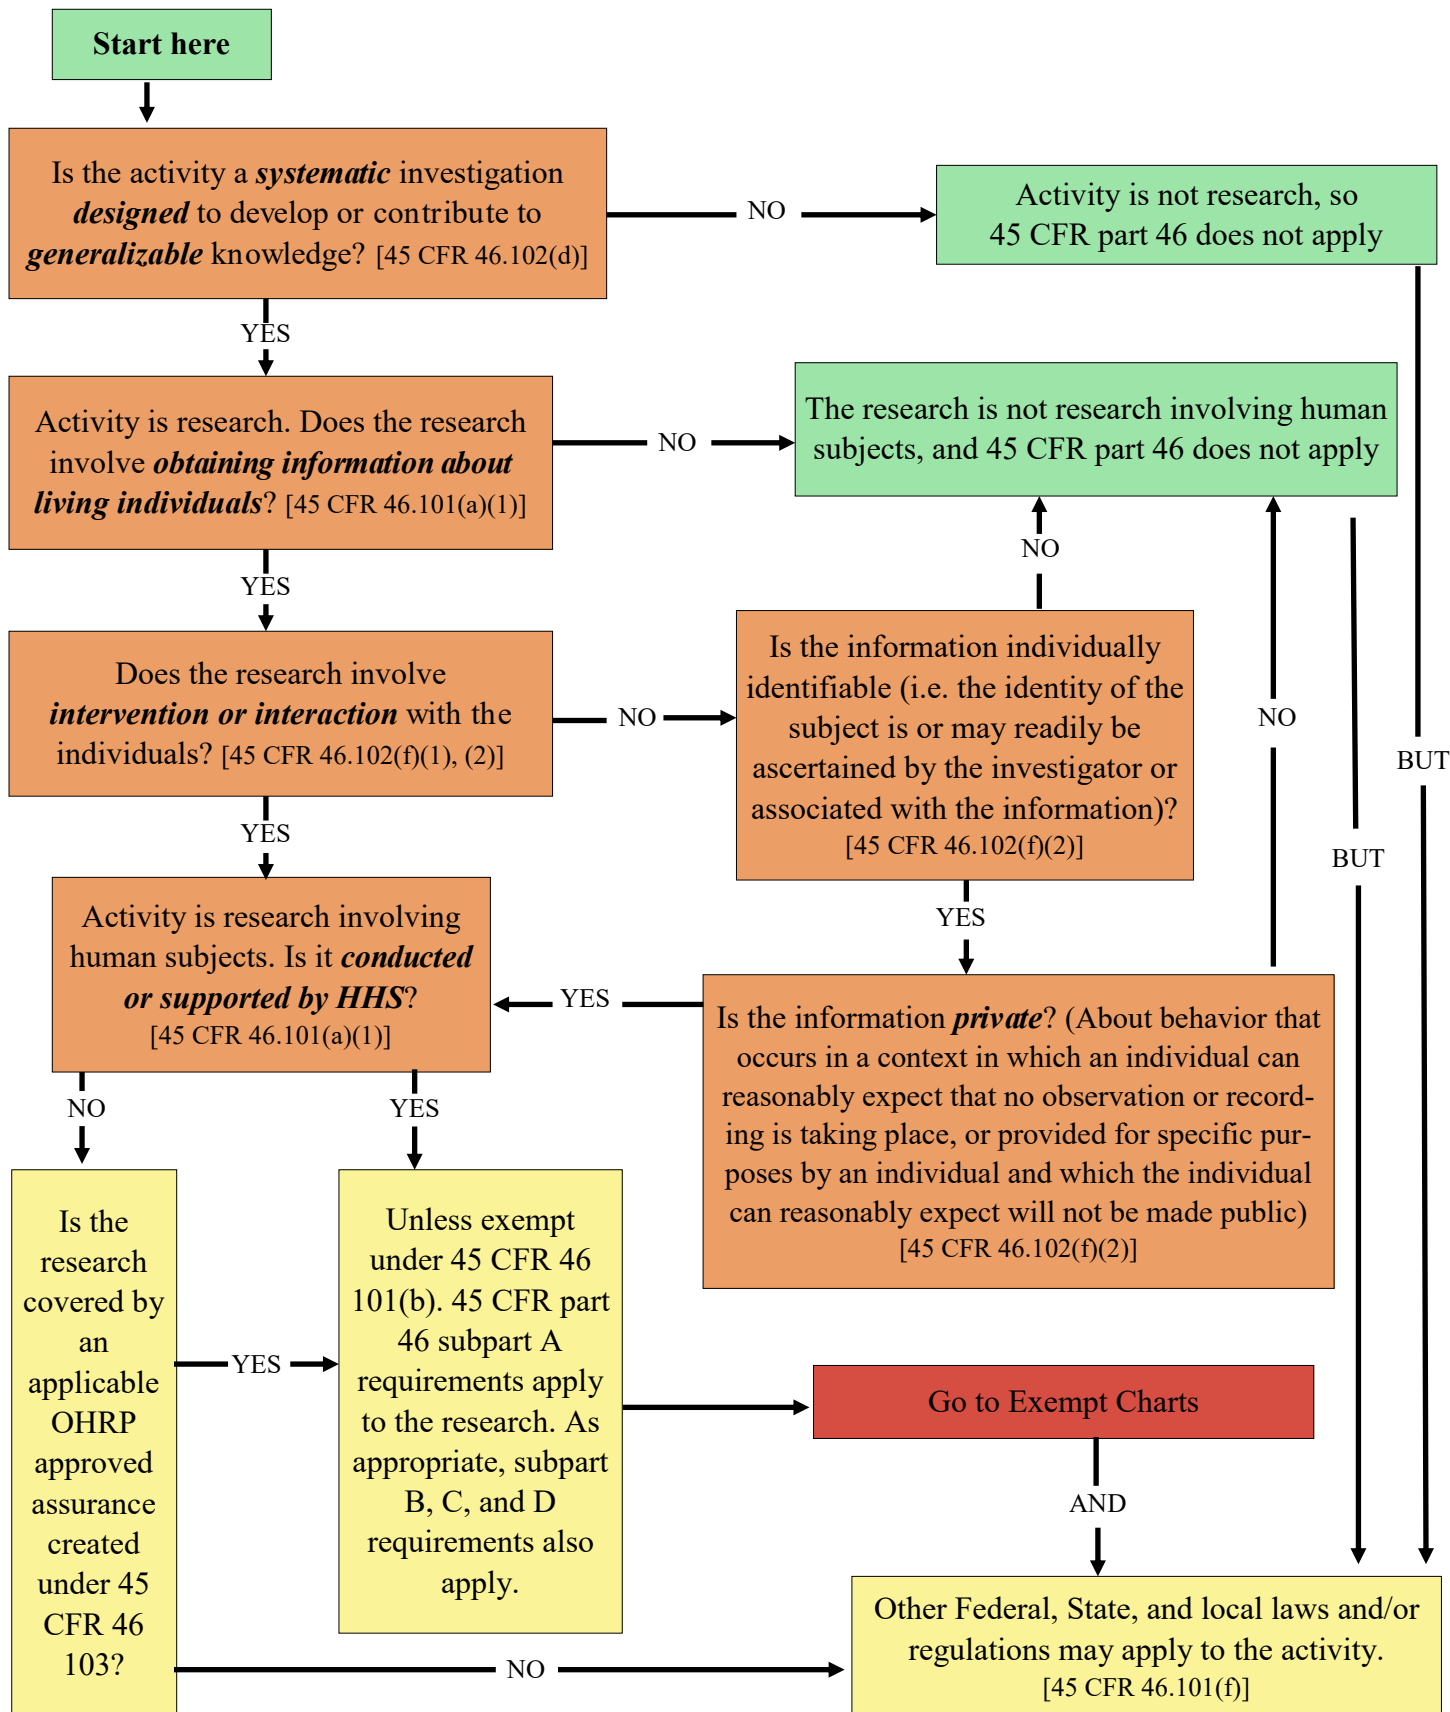 Start here
Is the activity a systematic investigation
designed to develop or contribute to
generalizable knowledge? [45 CFR 46.102(d)]
NO
Activity is not research, so
45 CFR part 46 does not apply
YES
Activity is research. Does the research
involve obtaining information about
living individuals? [45 CFR 46.101(a)(1)]
NO
The research is not research involving human
subjects, and 45 CFR part 46 does not apply
YES
NO
Does the research involve
intervention or interaction with the
individuals? [45 CFR 46.102(f)(1), (2)]
NO
Is the information individually
identifiable (i.e. the identity of the
subject is or may readily be
ascertained by the investigator or
associated with the information)?
[45 CFR 46.102(f)(2)]
NO
BUT
BUT
YES
YES
Activity is research involving
human subjects. Is it conducted
or supported by HHS?
[45 CFR 46.101(a)(1)]
YES
Is the information private? (About behavior that
occurs in a context in which an individual can
reasonably expect that no observation or record-
ing is taking place, or provided for specific pur-
poses by an individual and which the individual
can reasonably expect will not be made public)
[45 CFR 46.102(f)(2)]
NO
YES
Is the
research
covered by
an
applicable
OHRP
approved
assurance
created
under 45
CFR 46
103?
YES
Unless exempt
under 45 CFR 46
101(b). 45 CFR part
46 subpart A
requirements apply
to the research. As
appropriate, subpart
B, C, and D
requirements also
apply.
Go to Exempt Charts
AND
NO
Other Federal, State, and local laws and/or
regulations may apply to the activity.
[45 CFR 46.101(f)]